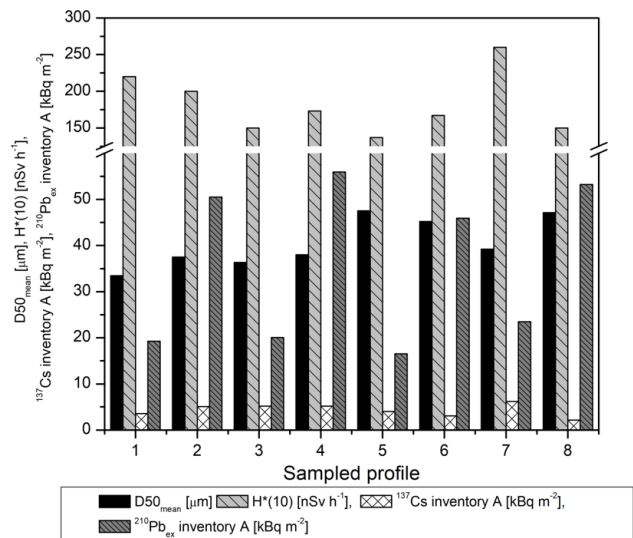 D50mean [μm], H*(10) [nSv h⁻¹],
¹³⁷Cs inventory A [kBq m⁻²], ²¹⁰Pbex inventory A [kBq m⁻²]
300
250
200
150
50
40
30
20
10
0
1 2 3 4 5 6 7 8
Sampled profile
D50mean [μm] H*(10) [nSv h⁻¹], ¹³⁷Cs inventory A [kBq m⁻²],
²¹⁰Pbex inventory A [kBq m⁻²]